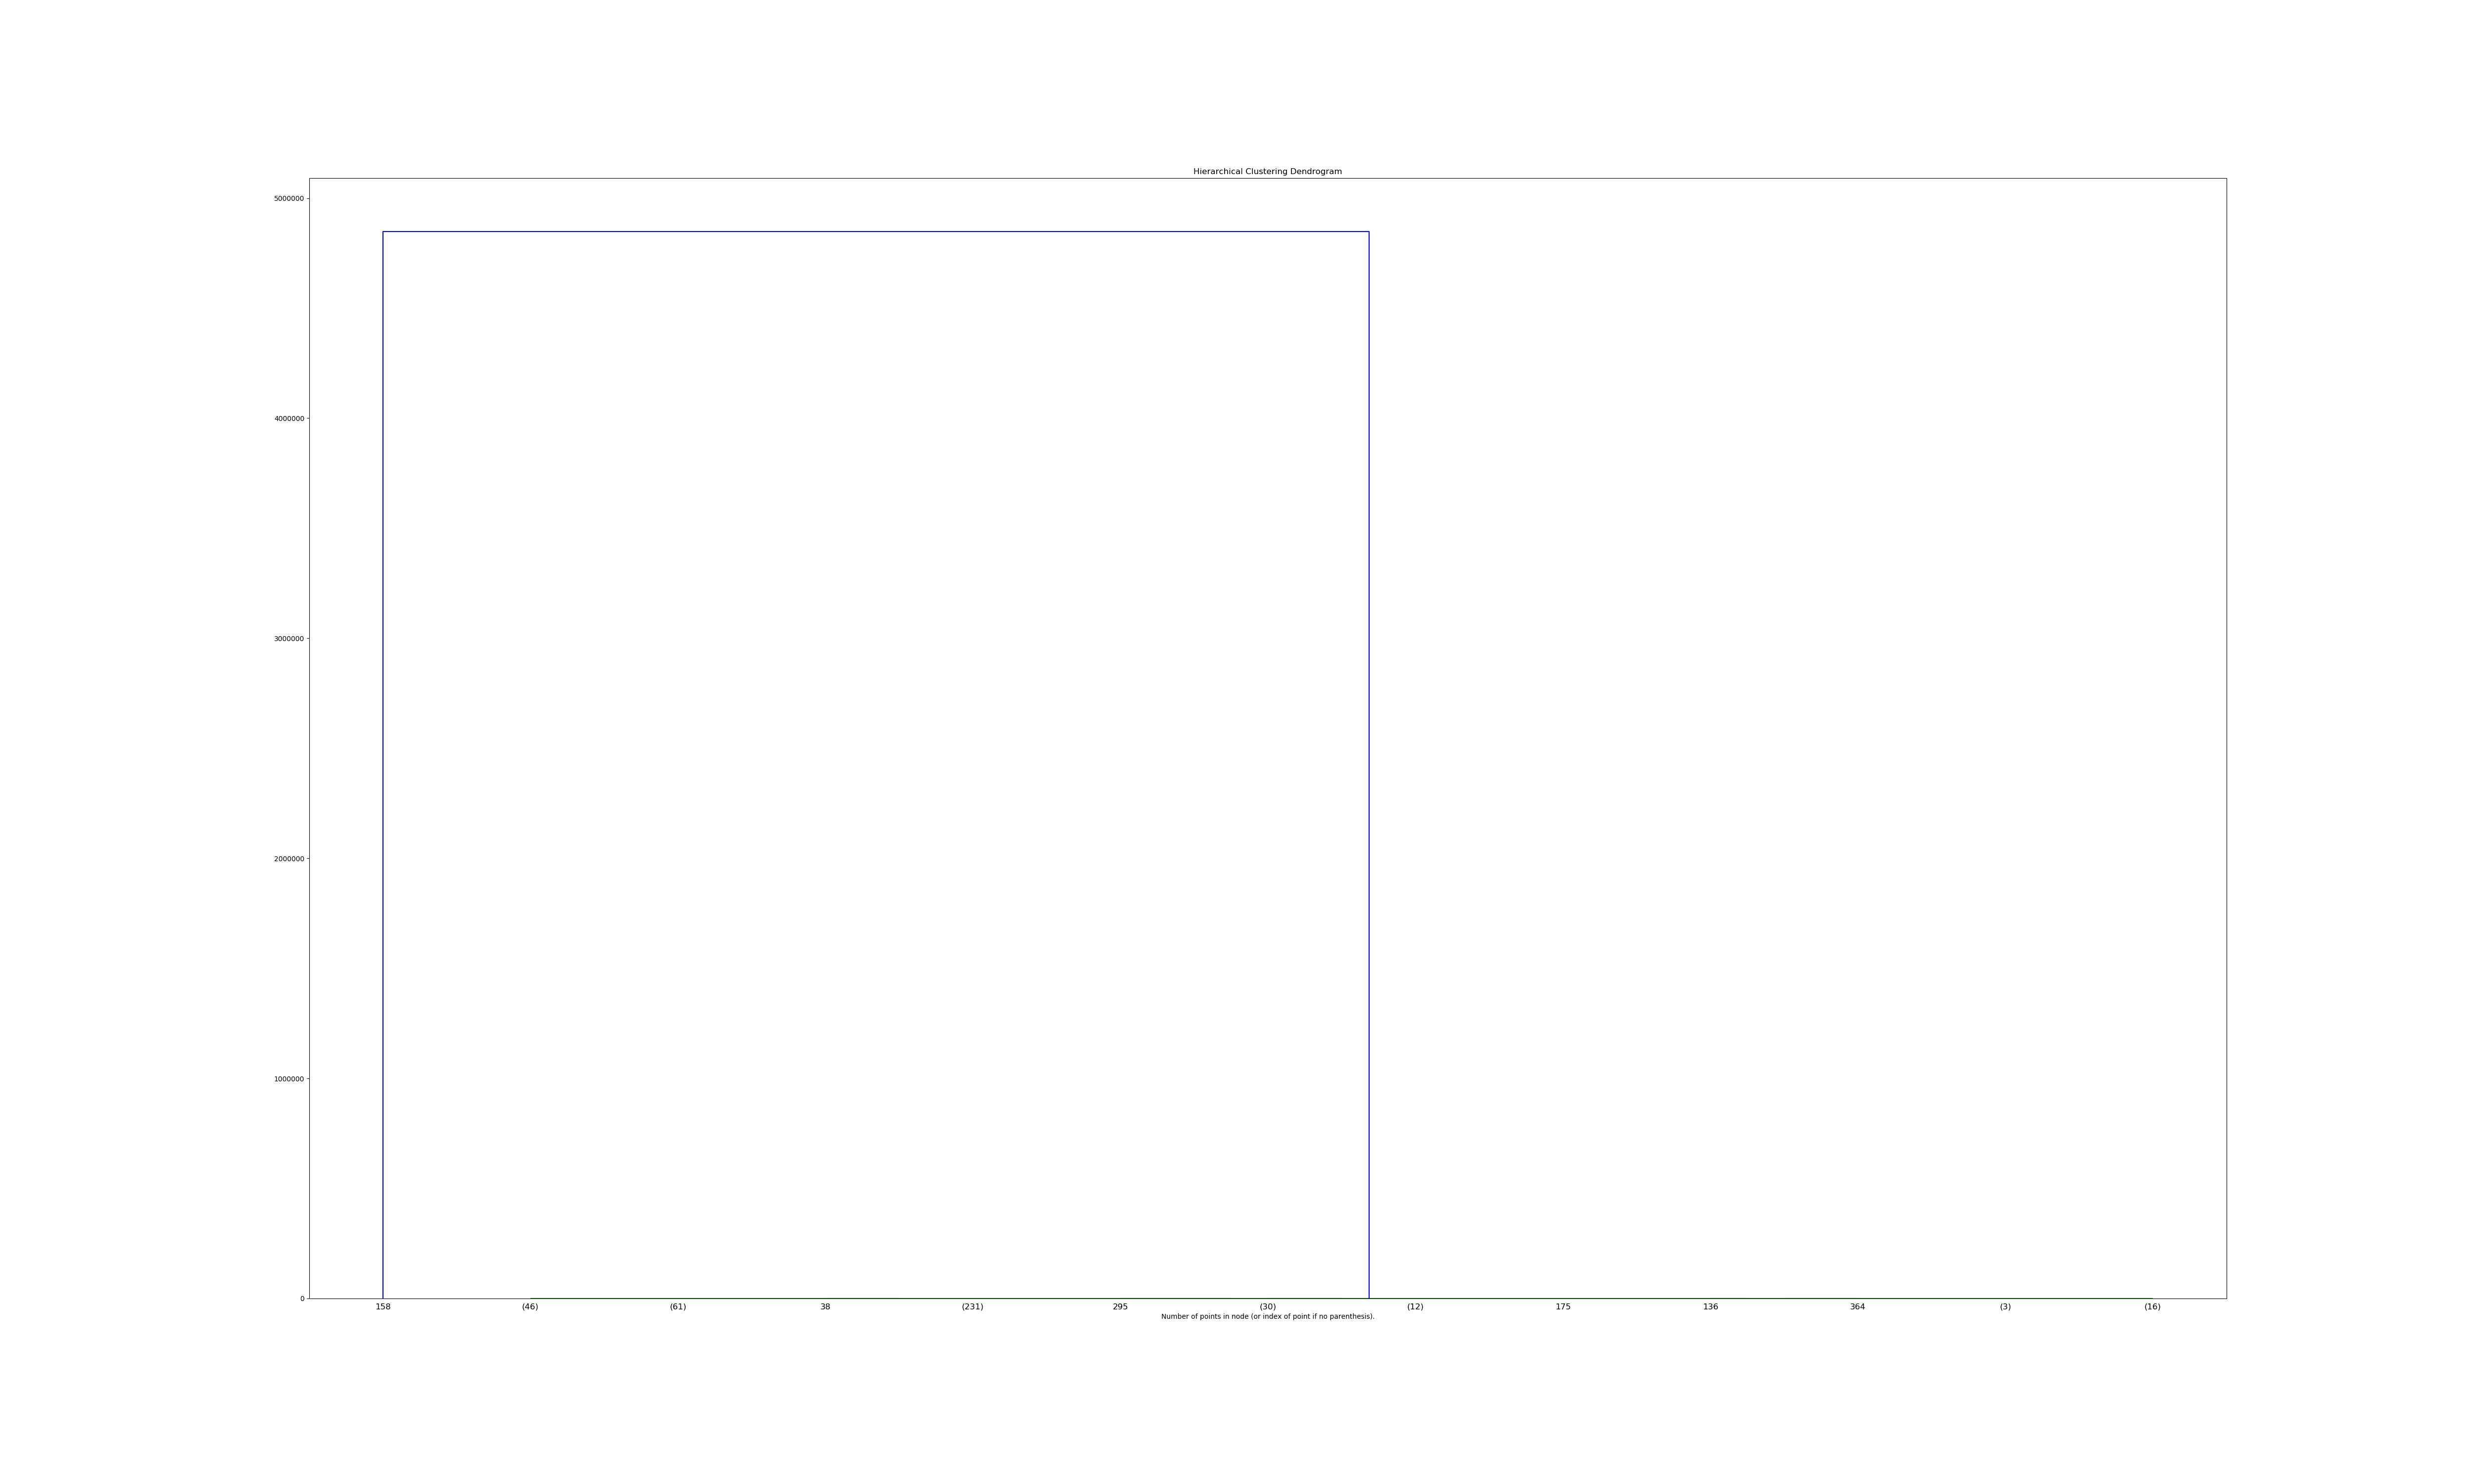 Hierarchical Clustering Dendrogram
5000000
4000000
3000000
2000000
1000000
0
158 (46) (61) 38 (231) 295 (30) (12) 175 136 364 (3) (16)
Number of points in node (or index of point if no parenthesis).